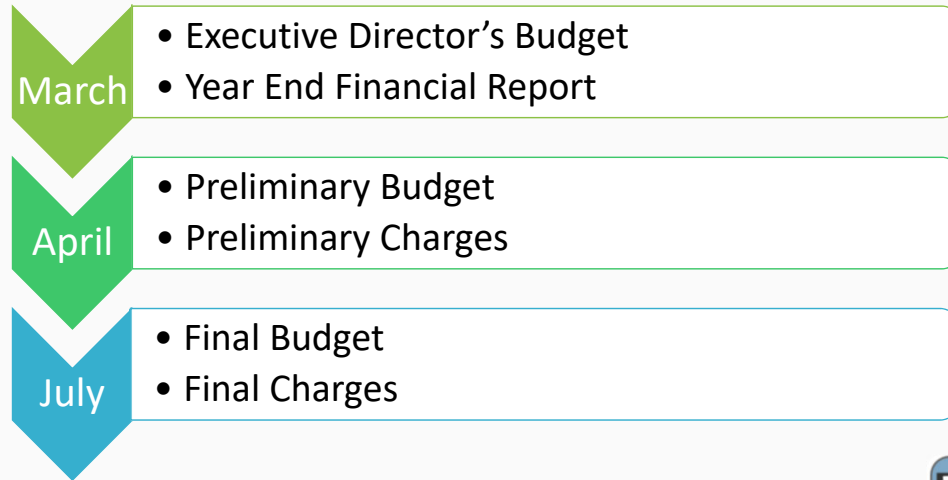 March
• Executive Director’s Budget
• Year End Financial Report
April
• Preliminary Budget
• Preliminary Charges
July
• Final Budget
• Final Charges